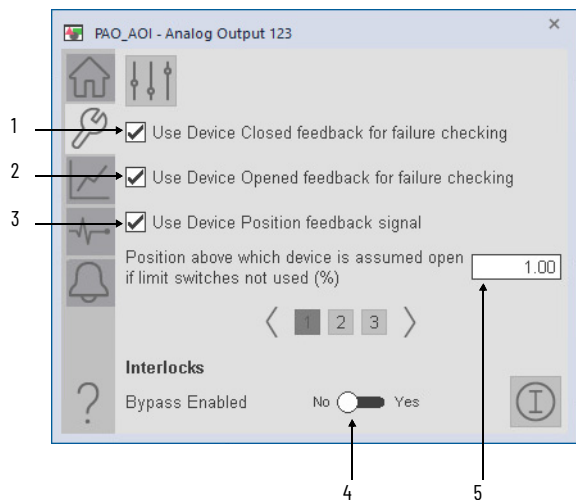 PAO_AOI - Analog Output 123
1
Use Device Closed feedback for failure checking
2
Use Device Opened feedback for failure checking
3
Use Device Position feedback signal
Position above which device is assumed open
if limit switches not used (%)
1.00
1 2 3
Interlocks
Bypass Enabled No Yes
?
4 5